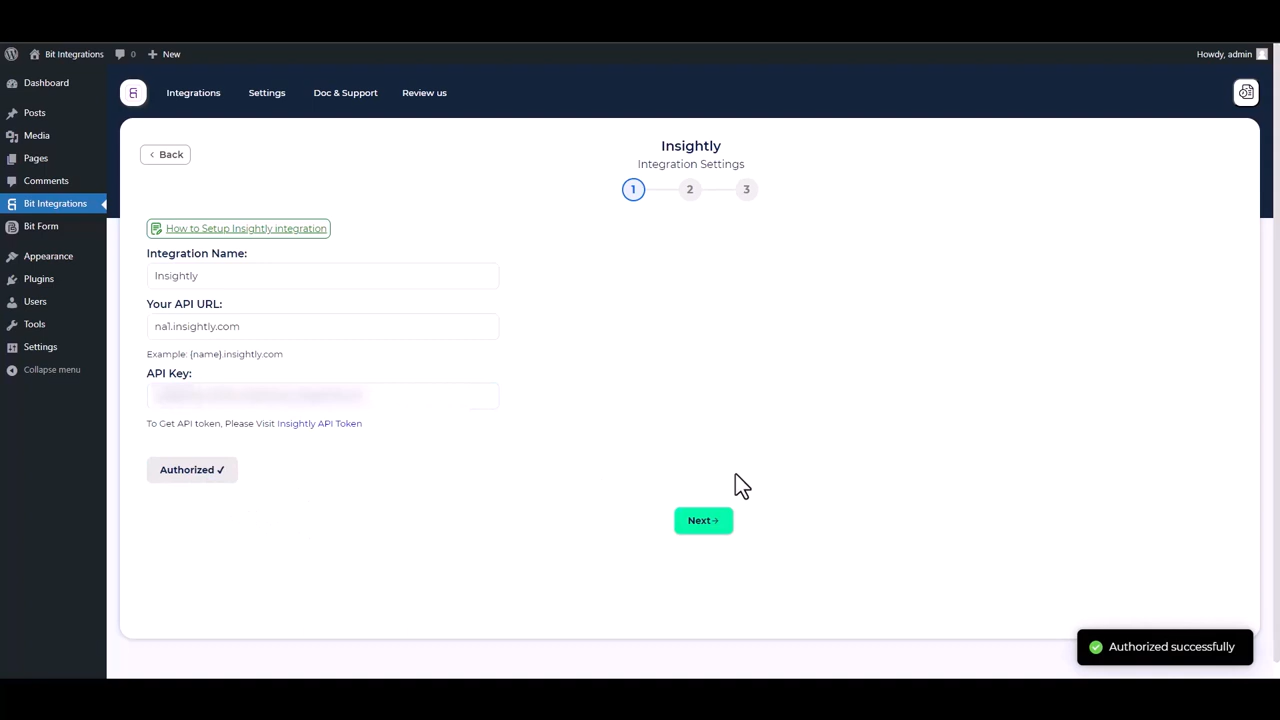 Bit Integrations
0
New
Howdy, admin
Dashboard
Posts
Media
Pages
Comments
Bit Integrations
Bit Form
Appearance
Plugins
Users
Tools
Settings
Collapse menu
Integrations
Settings
Doc & Support
Review us
Back
Insightly
Integration Settings
1
2
3
How to Setup Insightly integration
Integration Name:
Insightly
Your API URL:
na1.insightly.com
Example: {name}.insightly.com
API Key:
To Get API token, Please Visit Insightly API Token
Authorized ✓
Next→
Authorized successfully